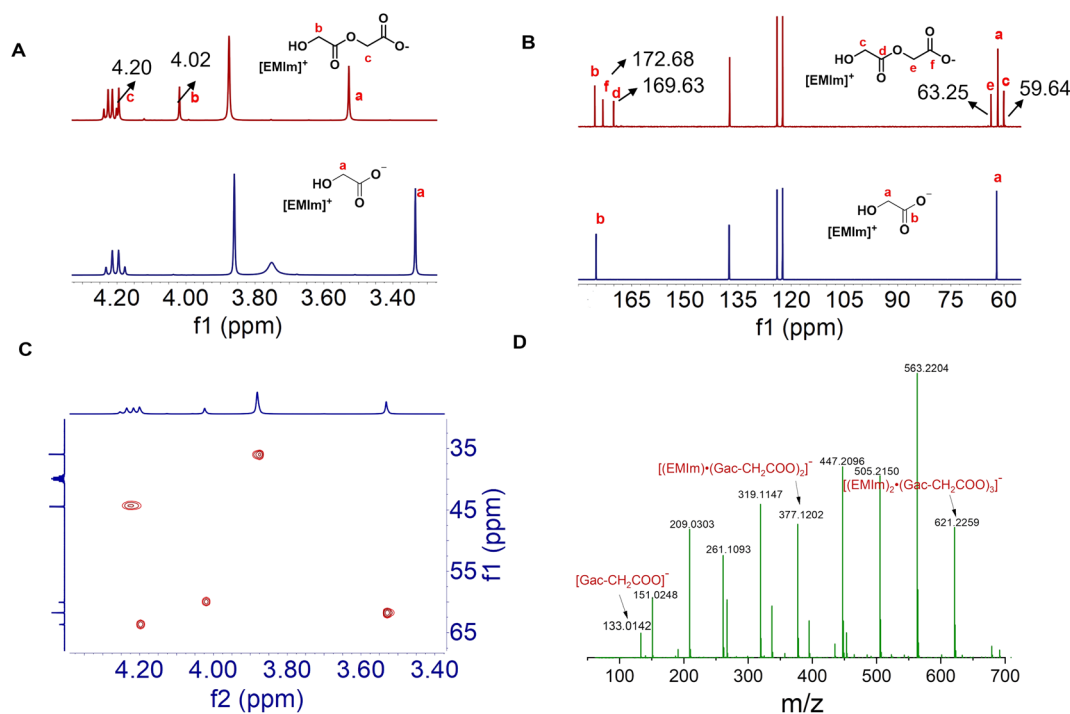 A
b
HO
O
O
O
O-
[EMIm]+
c
4.20
4.02
c
b
a
a
HO
O−
O
[EMIm]+
a
4.20
4.00
3.80
3.60
3.40
f1 (ppm)
B
c
HO
d
O
O
e
O
f
O-
[EMIm]+
b
f
d
172.68
169.63
a
e
c
63.25
59.64
a
HO
O−
b
O
[EMIm]+
b
a
165
150
135
120
105
90
75
60
f1 (ppm)
C
35
45
55
65
f1 (ppm)
4.20
4.00
3.80
3.60
3.40
f2 (ppm)
D
563.2204
[(EMIm)•(Gac-CH2COO)2]-
447.2096
505.2150
[(EMIm)2•(Gac-CH2COO)3]-
319.1147
377.1202
621.2259
209.0303
261.1093
[Gac-CH2COO]-
151.0248
133.0142
100
200
300
400
500
600
700
m/z